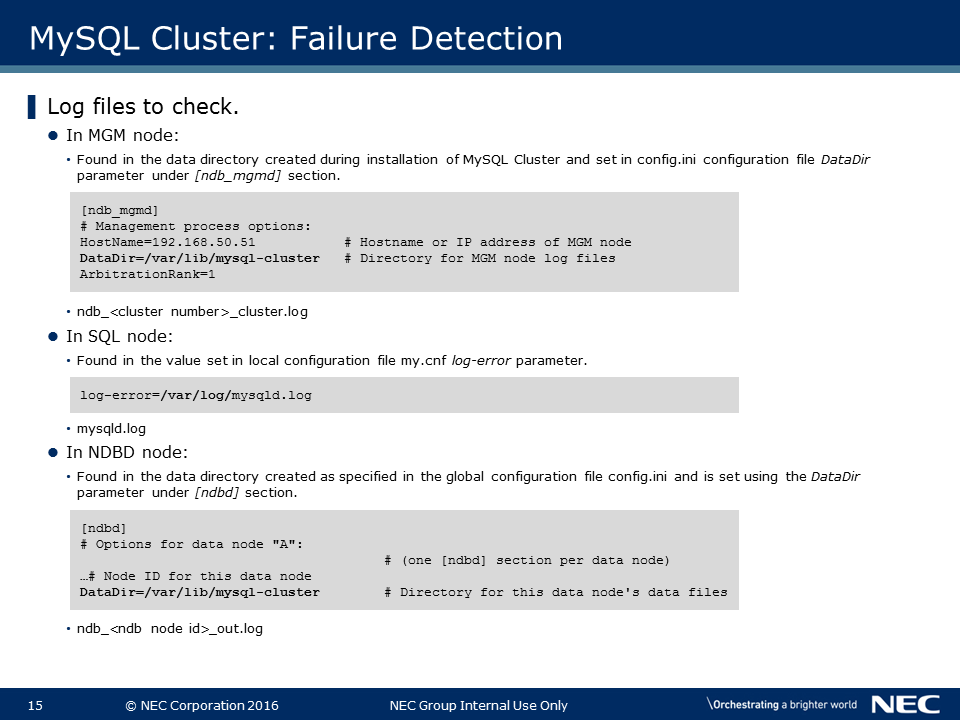 MySQL Cluster: Failure Detection
Log files to check.
In MGM node:
• Found in the data directory created during installation of MySQL Cluster and set in config.ini configuration file DataDir
parameter under [ndb_mgmd] section.
[ndb_mgmd]
# Management process options:
HostName=192.168.50.51 # Hostname or IP address of MGM node
DataDir=/var/lib/mysql-cluster # Directory for MGM node log files
ArbitrationRank=1
• ndb_<cluster number>_cluster.log
In SQL node:
• Found in the value set in local configuration file my.cnf log-error parameter.
log-error=/var/log/mysqld.log
• mysqld.log
In NDBD node:
• Found in the data directory created as specified in the global configuration file config.ini and is set using the DataDir
parameter under [ndbd] section.
[ndbd]
# Options for data node "A":
# (one [ndbd] section per data node)
…# Node ID for this data node
DataDir=/var/lib/mysql-cluster # Directory for this data node's data files
• ndb_<ndb node id>_out.log
15 © NEC Corporation 2016 NEC Group Internal Use Only \Orchestrating a brighter world NEC